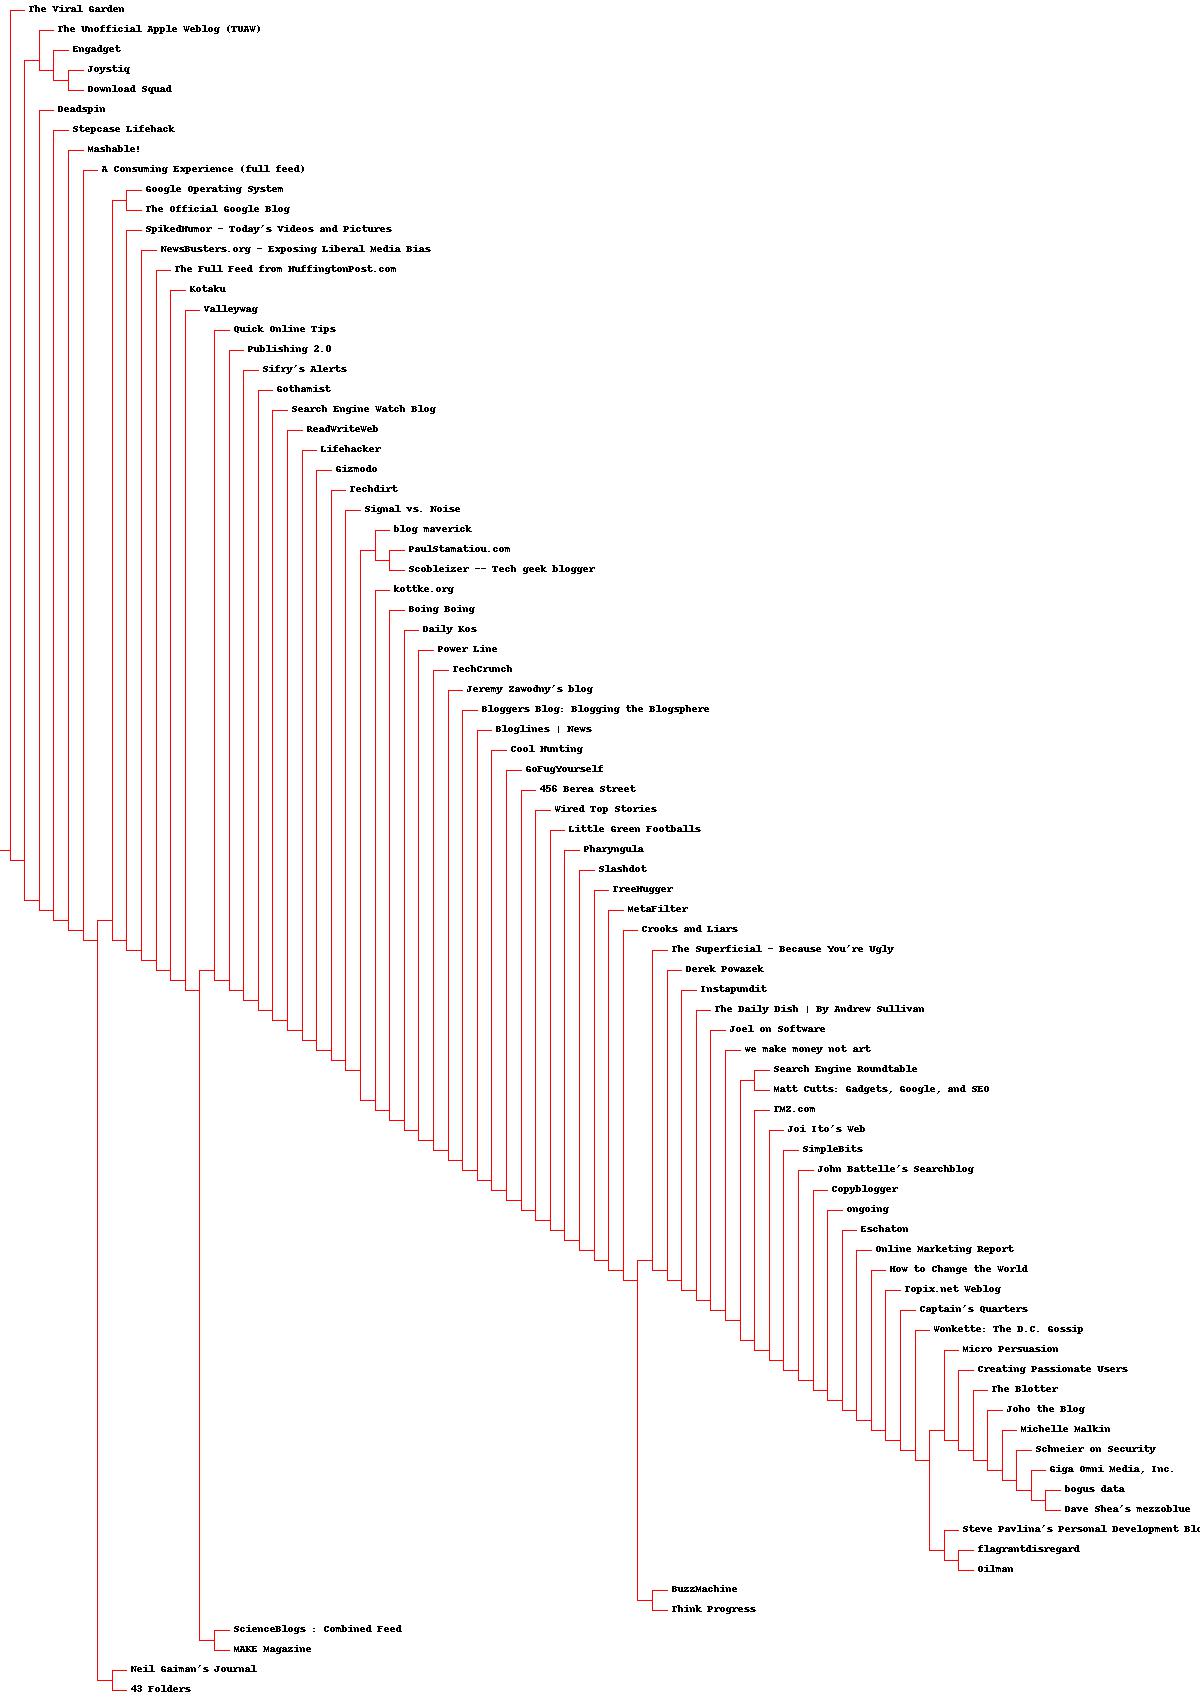 The Viral Garden
The Unofficial Apple Weblog (TUAW)
Engadget
Joystiq
Download Squad
Deadspin
Stepcase Lifehack
Mashable!
A Consuming Experience (full feed)
Google Operating System
The Official Google Blog
SpikedHumor - Today's Videos and Pictures
NewsBusters.org - Exposing Liberal Media Bias
The Full Feed from HuffingtonPost.com
Kotaku
Valleywag
Quick Online Tips
Publishing 2.0
Sifry's Alerts
Gothamist
Search Engine Watch Blog
ReadWriteWeb
Lifehacker
Gizmodo
Techdirt
Signal vs. Noise
blog maverick
PaulStamatiou.com
Scobleizer -- Tech geek blogger
kottke.org
Boing Boing
Daily Kos
Power Line
TechCrunch
Jeremy Zawodny's blog
Bloggers Blog: Blogging the Blogsphere
Bloglines | News
Cool Hunting
GoFugYourself
456 Berea Street
Wired Top Stories
Little Green Footballs
Pharyngula
Slashdot
TreeHugger
MetaFilter
Crooks and Liars
The Superficial - Because You're Ugly
Derek Powazek
Instapundit
The Daily Dish | By Andrew Sullivan
Joel on Software
we make money not art
Search Engine Roundtable
Matt Cutts: Gadgets, Google, and SEO
TMZ.com
Joi Ito's Web
SimpleBits
John Battelle's Searchblog
Copyblogger
ongoing
Eschaton
Online Marketing Report
How to Change the World
Topix.net Weblog
Captain's Quarters
Wonkette: The D.C. Gossip
Micro Persuasion
Creating Passionate Users
The Blotter
Joho the Blog
Michelle Malkin
Schneier on Security
Giga Omni Media, Inc.
bogus data
Dave Shea's mezzoblue
Steve Pavlina's Personal Development Blo
flagrantdisregard
Oilman
BuzzMachine
Think Progress
ScienceBlogs : Combined Feed
MAKE Magazine
Neil Gaiman's Journal
43 Folders